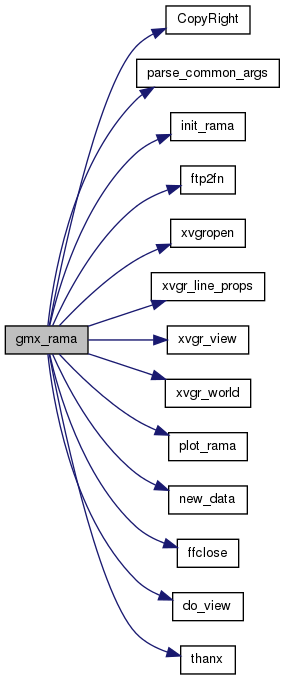 CopyRight
parse_common_args
init_rama
ftp2fn
xvgropen
xvgr_line_props
gmx_rama
xvgr_view
xvgr_world
plot_rama
new_data
ffclose
do_view
thanx